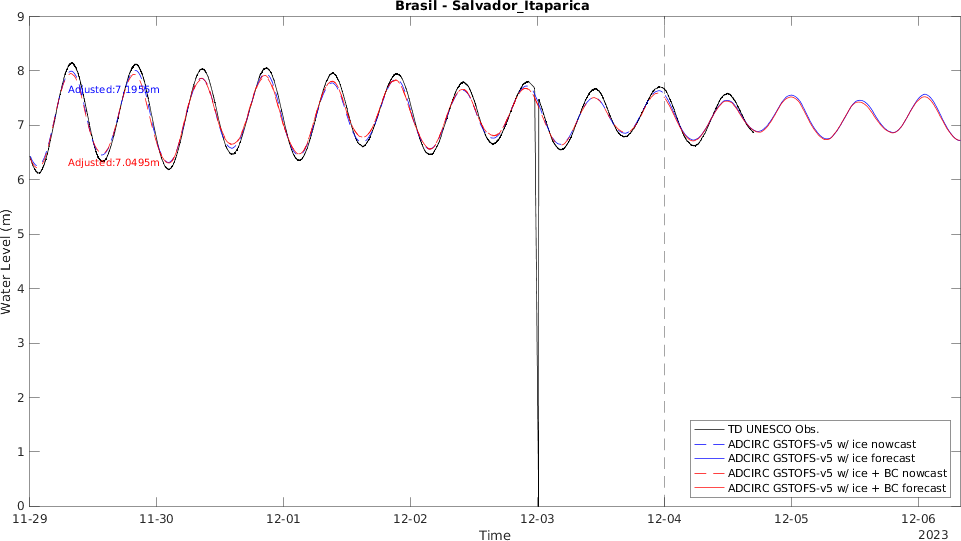 Brasil - Salvador_Itaparica
9
8
7
6
5
4
3
2
1
0
Water Level (m)
Adjusted:7.1955m
Adjusted:7.0495m
TD UNESCO Obs.
ADCIRC GSTOFS-v5 w/ ice nowcast
ADCIRC GSTOFS-v5 w/ ice forecast
ADCIRC GSTOFS-v5 w/ ice + BC nowcast
ADCIRC GSTOFS-v5 w/ ice + BC forecast
11-29 11-30 12-01 12-02 12-03 12-04 12-05 12-06
Time
2023